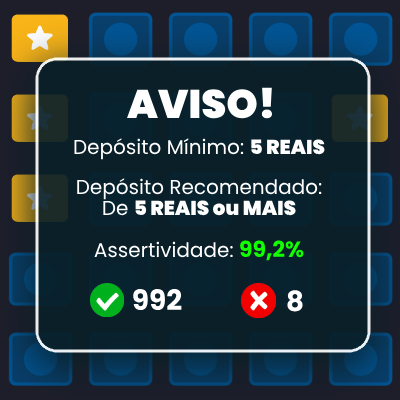 AVISO!
Depósito Mínimo: 5 REAIS
Depósito Recomendado:
De 5 REAIS ou MAIS
Assertividade: 99,2%
992 8